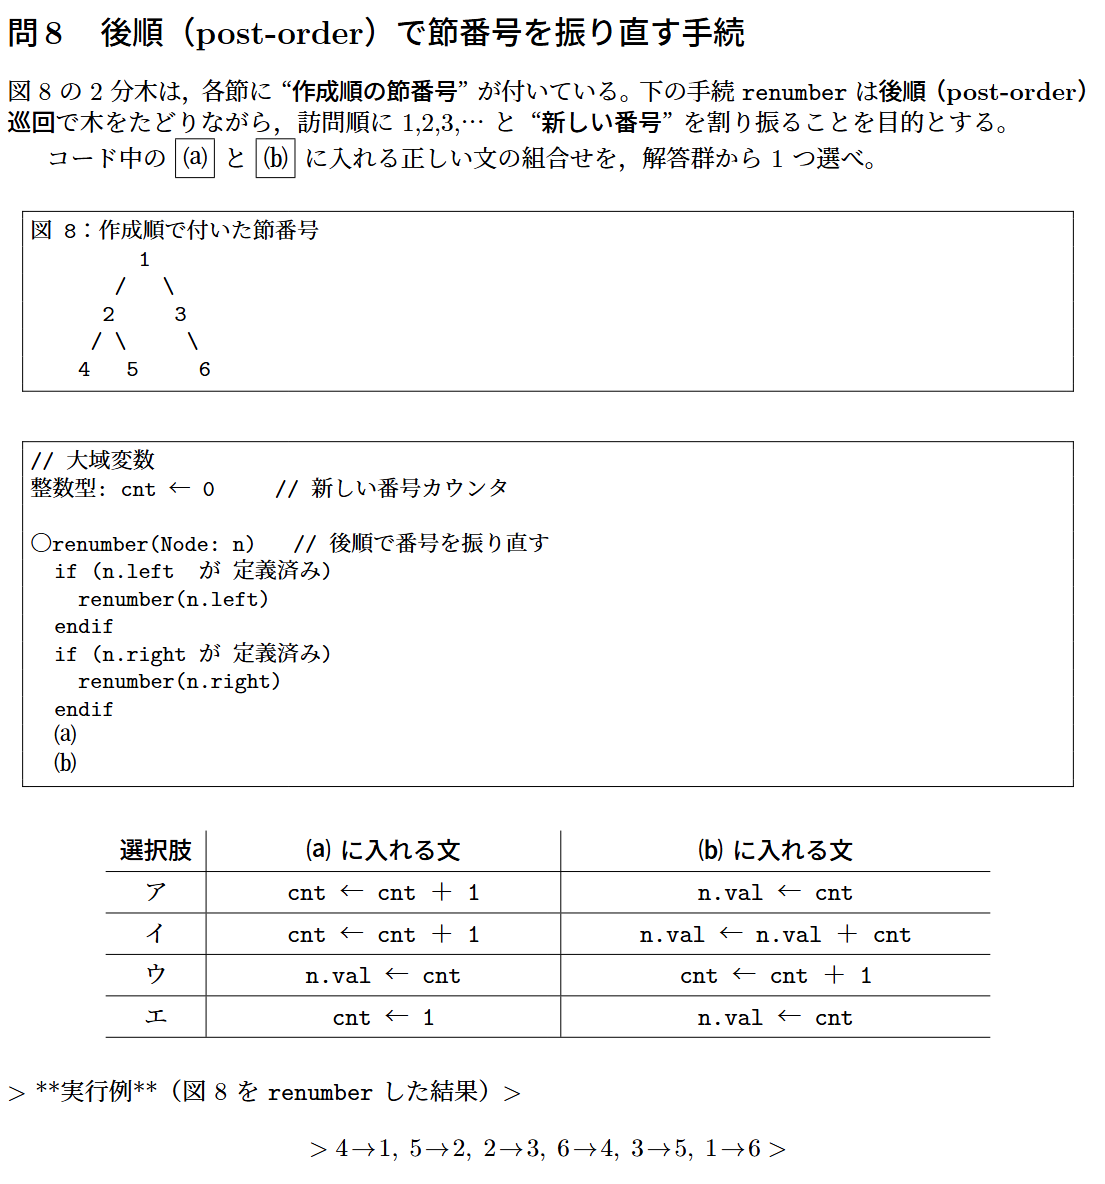 問 8　後順（post-order）で節番号を振り直す手続
図 8 の 2 分木は，各節に “作成順の節番号” が付いている。下の手続 renumber は後順（post-order）
巡回で木をたどりながら，訪問順に 1,2,3,⋯ と “新しい番号” を割り振ることを目的とする。
コード中の (a) と (b) に入れる正しい文の組合せを，解答群から 1 つ選べ。
図 8：作成順で付いた節番号
1
/ \
2 3
/ \ \
4 5 6
// 大域変数
整数型: cnt ← 0 // 新しい番号カウンタ
○renumber(Node: n) // 後順で番号を振り直す
if (n.left が 定義済み)
renumber(n.left)
endif
if (n.right が 定義済み)
renumber(n.right)
endif
(a)
(b)
選択肢 (a) に入れる文 (b) に入れる文
ア cnt ← cnt + 1 n.val ← cnt
イ cnt ← cnt + 1 n.val ← n.val + cnt
ウ n.val ← cnt cnt ← cnt + 1
エ cnt ← 1 n.val ← cnt
> **実行例**（図 8 を renumber した結果）>
> 4→1, 5→2, 2→3, 6→4, 3→5, 1→6 >